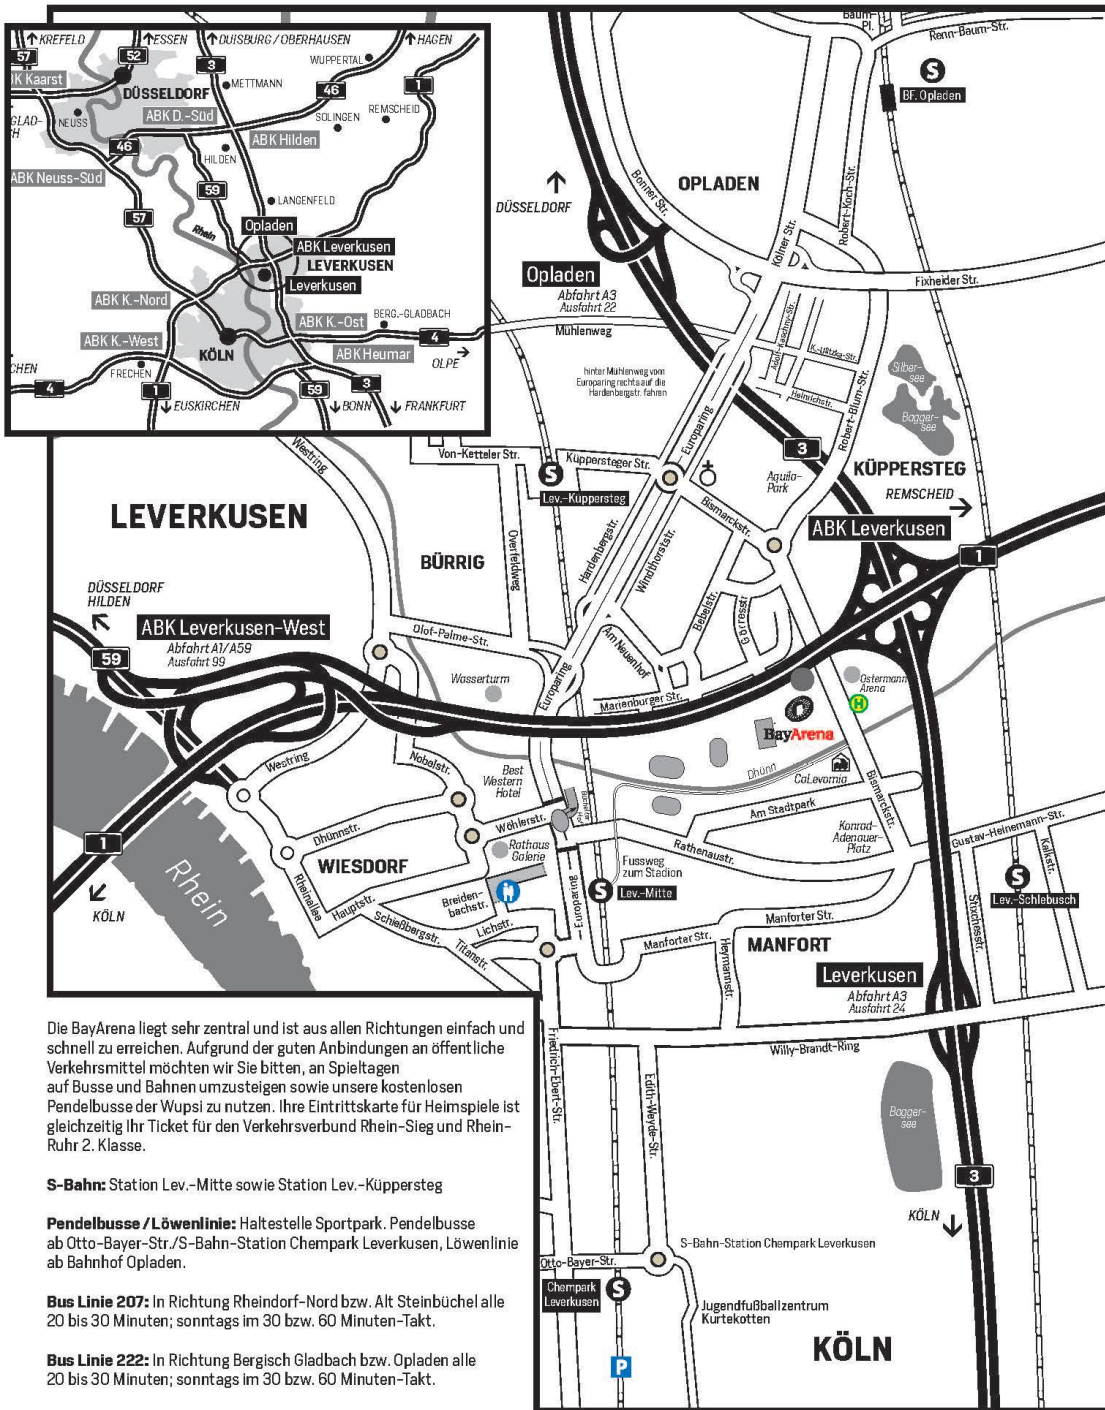 KREFELD
ESSEN
DUISBURG / OBERHAUSEN
HAGEN
57
52
3
WUPPERTAL
1
ABK Kaarst
DÜSSELDORF
METTMANN
46
NEUSS
ABK D.-Süd
SOLINGEN
REMSCHEID
ABK Hilden
46
HILDEN
ABK Neuss-Süd
59
57
LANGENFELD
Rhein
Opladen
ABK Leverkusen
LEVERKUSEN
Leverkusen
ABK K.-Nord
ABK K.-Ost
BERG.-GLADBACH
ABK K.-West
KÖLN
ABK Heumar
4
OLPE
FRECHEN
4
1
59
3
EUSKIRCHEN
BONN
FRANKFURT
Baum-
Pl.
Renn-Baum-Str.
S
BF. Opladen
OPLADEN
Bonner Str.
Robert-Koch-Str.
DÜSSELDORF
Kölner Str.
Opladen
Abfahrt A3
Ausfahrt 22
Fixheider Str.
Mühlenweg
Adolf-Kaschny-Str.
hinter Mühlenweg vom
Europaring rechts auf die
Hardenbergstr. fahren
Heinrichstr.
Silber-
see
Bagger-
see
Robert-Blum-Str.
Europaring
3
Westring
Von-Ketteler Str.
Küppersteger Str.
S
Lev.-Küppersteg
Aquila-
Park
KÜPPERSTEG
REMSCHEID
LEVERKUSEN
Bismarckstr.
ABK Leverkusen
1
Overfeldweg
Hardenbergstr.
Windthorststr.
BÜRRIG
DÜSSELDORF
HILDEN
Bebelstr.
Görresstr.
ABK Leverkusen-West
Abfahrt A1/A59
Ausfahrt 99
59
Olof-Palme-Str.
Am Neuenhof
Wasserturm
Europaring
Marienburger Str.
Ostermann
Arena
H
BayArena
Westring
Nobelstr.
Best
Western
Hotel
Dhünn
CaLevornia
Bismarckstr.
Am Stadtpark
Dhünnstr.
Wöhlerstr.
Konrad-
Adenauer-
Platz
Gustav-Heinemann-Str.
1
WIESDORF
Rathaus
Galerie
Rathenaustr.
Kalkstr.
Rhein
KÖLN
Rheinallee
Hauptstr.
Breiden-
bachstr.
Fussweg
zum Stadion
S
Lev.-Mitte
S
Lev.-Schlebusch
Europaring
Schießbergstr.
Lichstr.
Titanstr.
Manforter Str.
Manforter Str.
Heymannstr.
MANFORT
Stixchesstr.
Leverkusen
Abfahrt A3
Ausfahrt 24
Willy-Brandt-Ring
Friedrich-Ebert-Str.
Edith-Weyde-Str.
Bagger-
see
3
KÖLN
S-Bahn-Station Chempark Leverkusen
Otto-Bayer-Str.
Chempark
Leverkusen
S
Jugendfußballzentrum
Kurtekotten
KÖLN
P
Die BayArena liegt sehr zentral und ist aus allen Richtungen einfach und
schnell zu erreichen. Aufgrund der guten Anbindungen an öffentliche
Verkehrsmittel möchten wir Sie bitten, an Spieltagen
auf Busse und Bahnen umzusteigen sowie unsere kostenlosen
Pendelbusse der Wupsi zu nutzen. Ihre Eintrittskarte für Heimspiele ist
gleichzeitig Ihr Ticket für den Verkehrsverbund Rhein-Sieg und Rhein-
Ruhr 2. Klasse.
S-Bahn: Station Lev.-Mitte sowie Station Lev.-Küppersteg
Pendelbusse / Löwenlinie: Haltestelle Sportpark. Pendelbusse
ab Otto-Bayer-Str./S-Bahn-Station Chempark Leverkusen, Löwenlinie
ab Bahnhof Opladen.
Bus Linie 207: In Richtung Rheindorf-Nord bzw. Alt Steinbüchel alle
20 bis 30 Minuten; sonntags im 30 bzw. 60 Minuten-Takt.
Bus Linie 222: In Richtung Bergisch Gladbach bzw. Opladen alle
20 bis 30 Minuten; sonntags im 30 bzw. 60 Minuten-Takt.